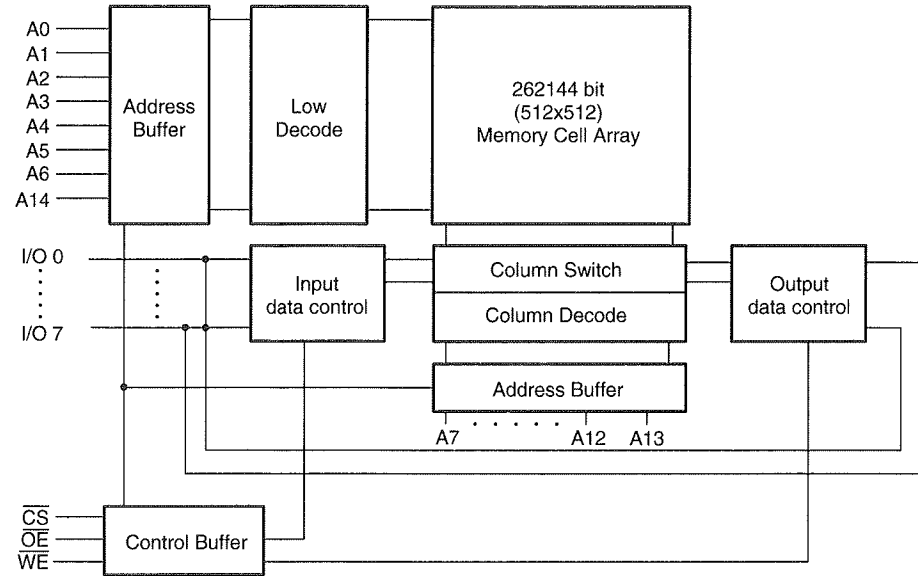 A0
A1
A2
A3
A4
A5
A6
A14
Address
Buffer
Low
Decode
262144 bit
(512x512)
Memory Cell Array
I/O 0
I/O 7
Input
data control
Column Switch
Column Decode
Output
data control
Address Buffer
A7
A12
A13
CS
OE
WE
Control Buffer